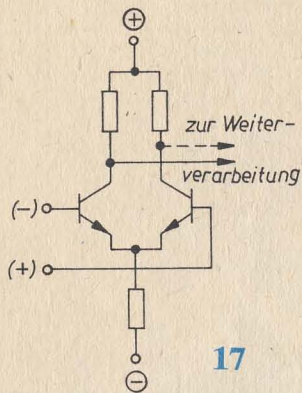 +
zur Weiter-
verarbeitung
(-)
(+)
17
-